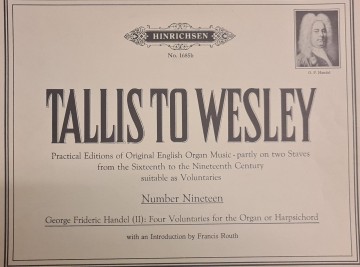 HINRICHSEN
No. 1685b
G. F. Handel
TALLIS TO WESLEY
Practical Editions of Original English Organ Music - partly on two Staves
from the Sixteenth to the Nineteenth Century
suitable as Voluntaries
Number Nineteen
George Frideric Handel (II): Four Voluntaries for the Organ or Harpsichord
with an Introduction by Francis Routh